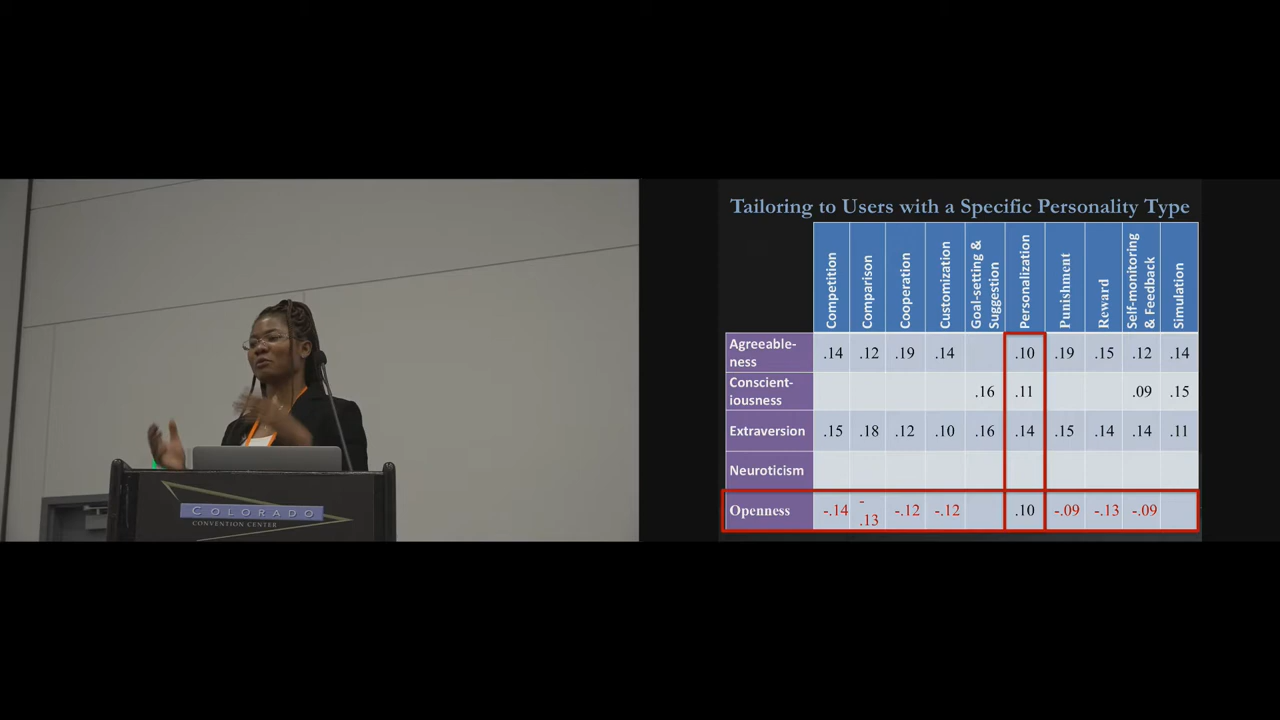 COLORADO
CONVENTION CENTER
Tailoring to Users with a Specific Personality Type
Competition
Comparison
Cooperation
Customization
Goal-setting &
Suggestion
Personalization
Punishment
Reward
Self-monitoring
& Feedback
Simulation
Agreeable-
ness
.14 .12 .19 .14 .10 .19 .15 .12 .14
Conscient-
iousness
.16 .11 .09 .15
Extraversion .15 .18 .12 .10 .16 .14 .15 .14 .14 .11
Neuroticism
Openness -.14 -
.13 -.12 -.12 .10 -.09 -.13 -.09